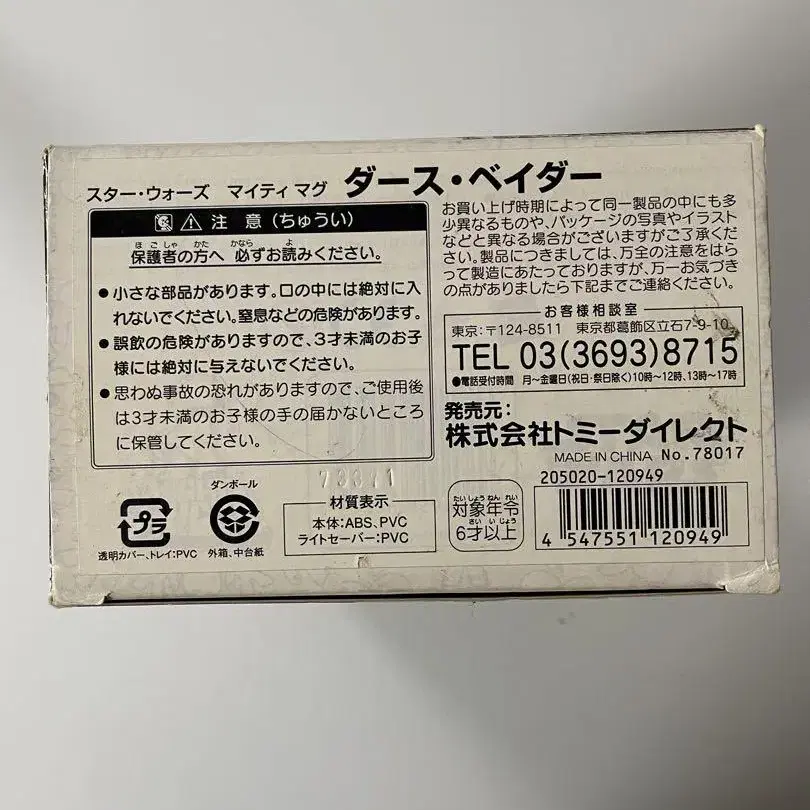 スター・ウォーズ マイティ マグ ダース・ベイダー
注 意 (ちゅうい)
保護者の方へ 必ずお読みください。
ほごしゃ かた かなら よ
●小さな部品があります。口の中には絶対に入
れないでください。窒息などの危険があります。
●誤飲の危険がありますので、3才未満のお子
様には絶対に与えないでください。
●思わぬ事故の恐れがありますので、ご使用後
は3才未満のお子様の手の届かないところ
に保管してください。
お買い上げ時期によって同一製品の中にも多
少異なるものや、パッケージの写真やイラスト
などと異なる場合がございますがご了承くださ
い。製品につきましては、万全の注意をはらっ
て製造にあたっておりますが、万一お気づき
の点がありましたら下記までご連絡ください。
お客様相談室
東京:〒124-8511 東京都葛飾区立石7-9-10
TEL 03(3693)8715
●電話受付時間 月〜金曜日(祝日・祭日除く)10時〜12時、13時〜17時
発売元:
株式会社トミーダイレクト
MADE IN CHINA No.78017
プラ
透明カバー、トレイ:PVC
ダンボール
外箱、中台紙
材質表示
本体:ABS、PVC
ライトセーバー:PVC
たいしょうねんれい
対象年令
さいいじょう
6才以上
205020-120949
4 547551 120949